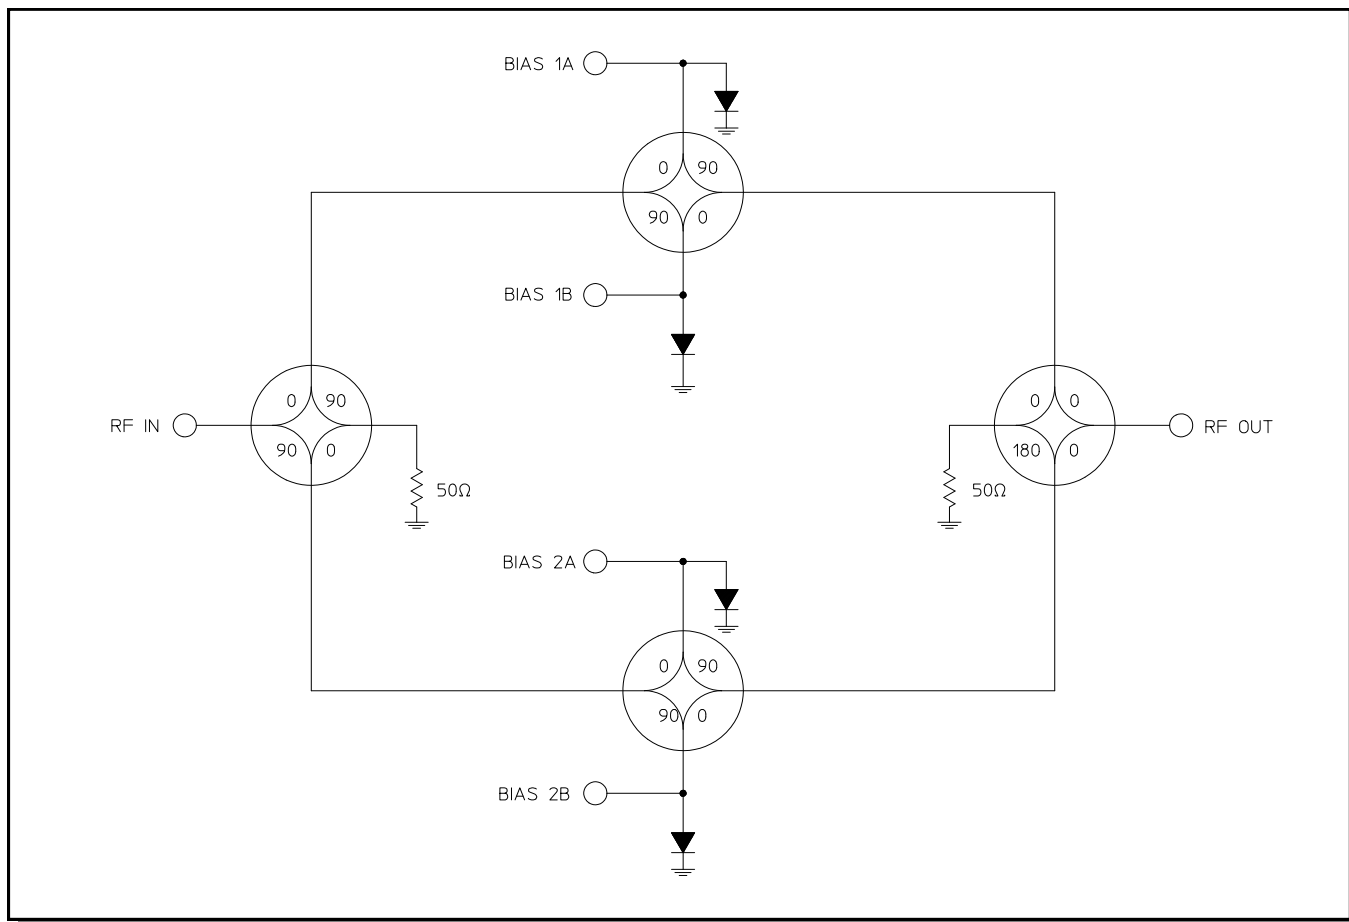 BIAS 1A
0 90
90 0
BIAS 1B
RF IN
0 90
90 0
50Ω
0 0
180 0
50Ω
RF OUT
BIAS 2A
0 90
90 0
BIAS 2B